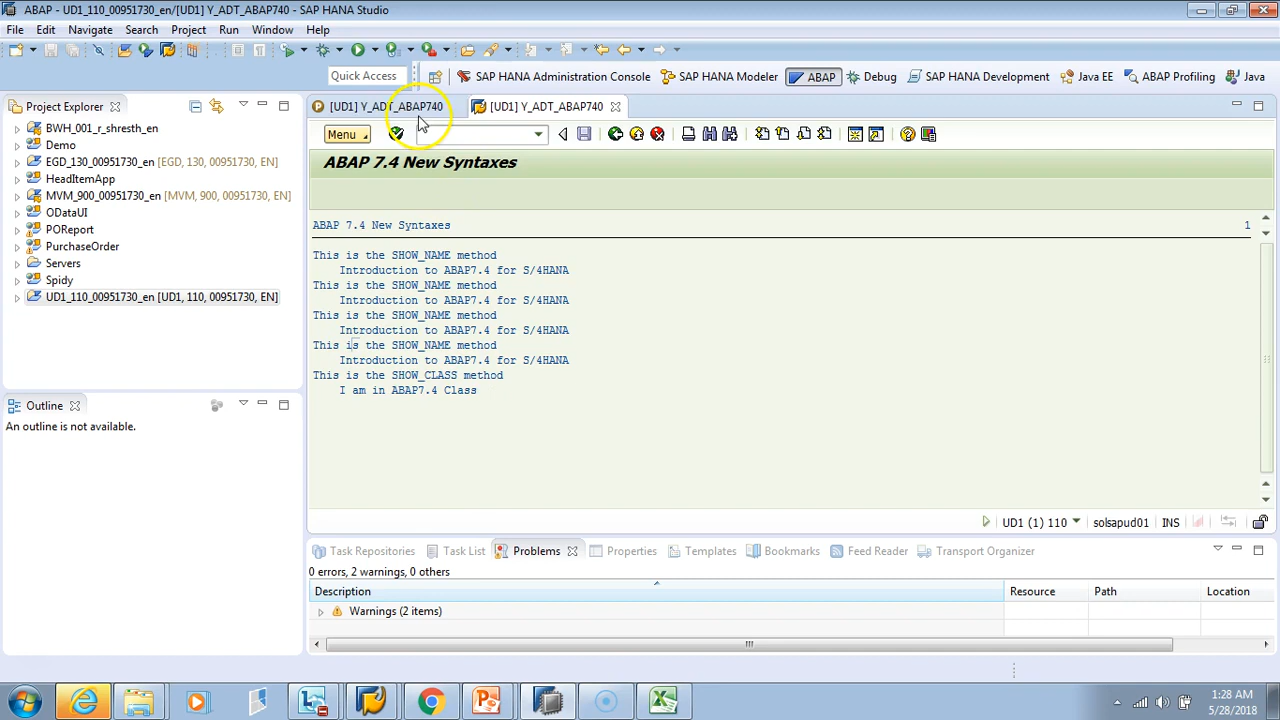 ABAP - UD1_110_00951730_en/[UD1] Y_ADT_ABAP740 - SAP HANA Studio
File Edit Navigate Search Project Run Window Help
Quick Access SAP HANA Administration Console SAP HANA Modeler ABAP Debug SAP HANA Development Java EE ABAP Profiling Java
Project Explorer
BWH_001_r_shresth_en
Demo
EGD_130_00951730_en [EGD, 130, 00951730, EN]
HeadItemApp
MVM_900_00951730_en [MVM, 900, 00951730, EN]
ODataUI
POReport
PurchaseOrder
Servers
Spidy
UD1_110_00951730_en [UD1, 110, 00951730, EN]
Outline
An outline is not available.
[UD1] Y_ADT_ABAP740 [UD1] Y_ADT_ABAP740
Menu
ABAP 7.4 New Syntaxes
ABAP 7.4 New Syntaxes 1
This is the SHOW_NAME method
Introduction to ABAP7.4 for S/4HANA
This is the SHOW_NAME method
Introduction to ABAP7.4 for S/4HANA
This is the SHOW_NAME method
Introduction to ABAP7.4 for S/4HANA
This is the SHOW_NAME method
Introduction to ABAP7.4 for S/4HANA
This is the SHOW_CLASS method
I am in ABAP7.4 Class
UD1 (1) 110 solsapud01 INS
Task Repositories Task List Problems Properties Templates Bookmarks Feed Reader Transport Organizer
0 errors, 2 warnings, 0 others
Description Resource Path Location
Warnings (2 items)
1:28 AM
5/28/2018